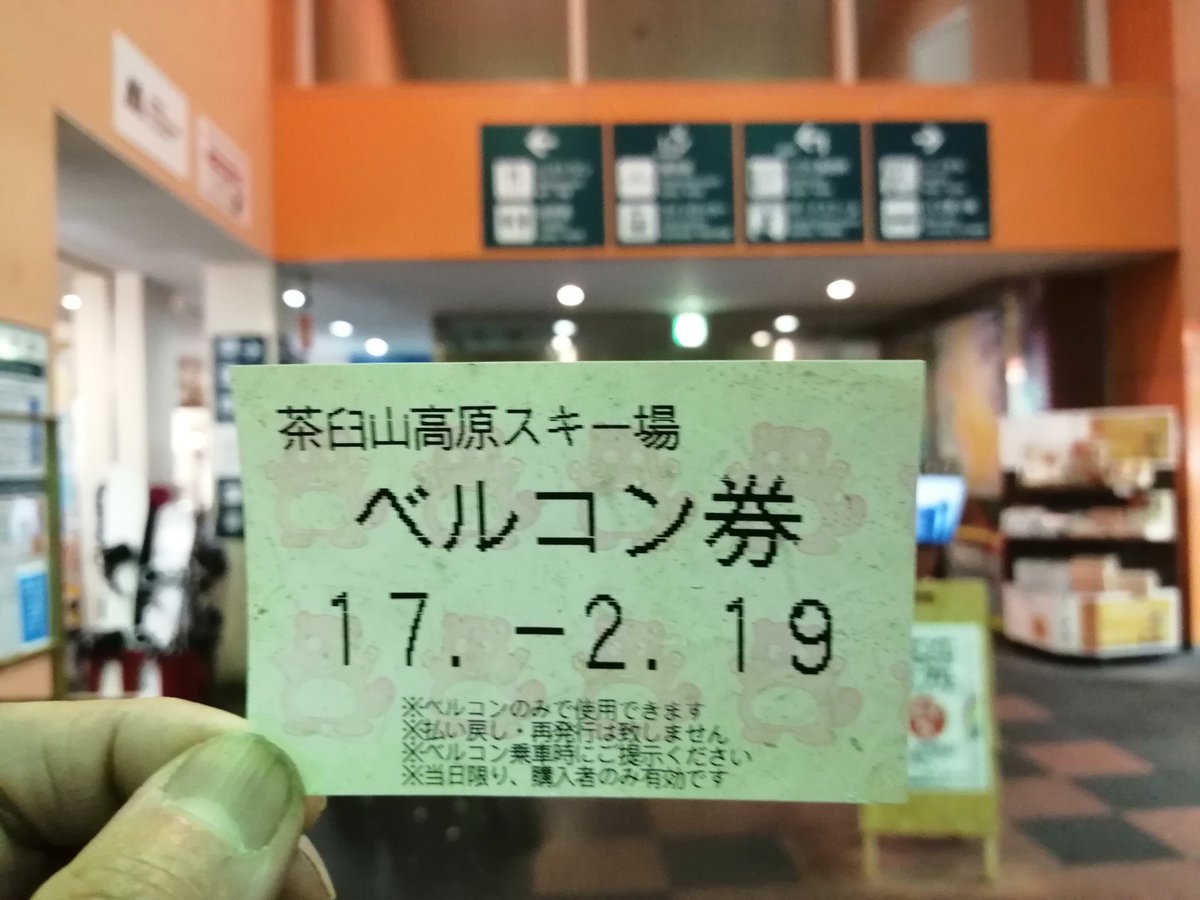 茶臼山高原スキー場
ベルコン券
17.-2.19
※ベルコンのみで使用できます
※払い戻し・再発行は致しません
※ベルコン乗車時にご提示ください
※当日限り、購入者のみ有効です